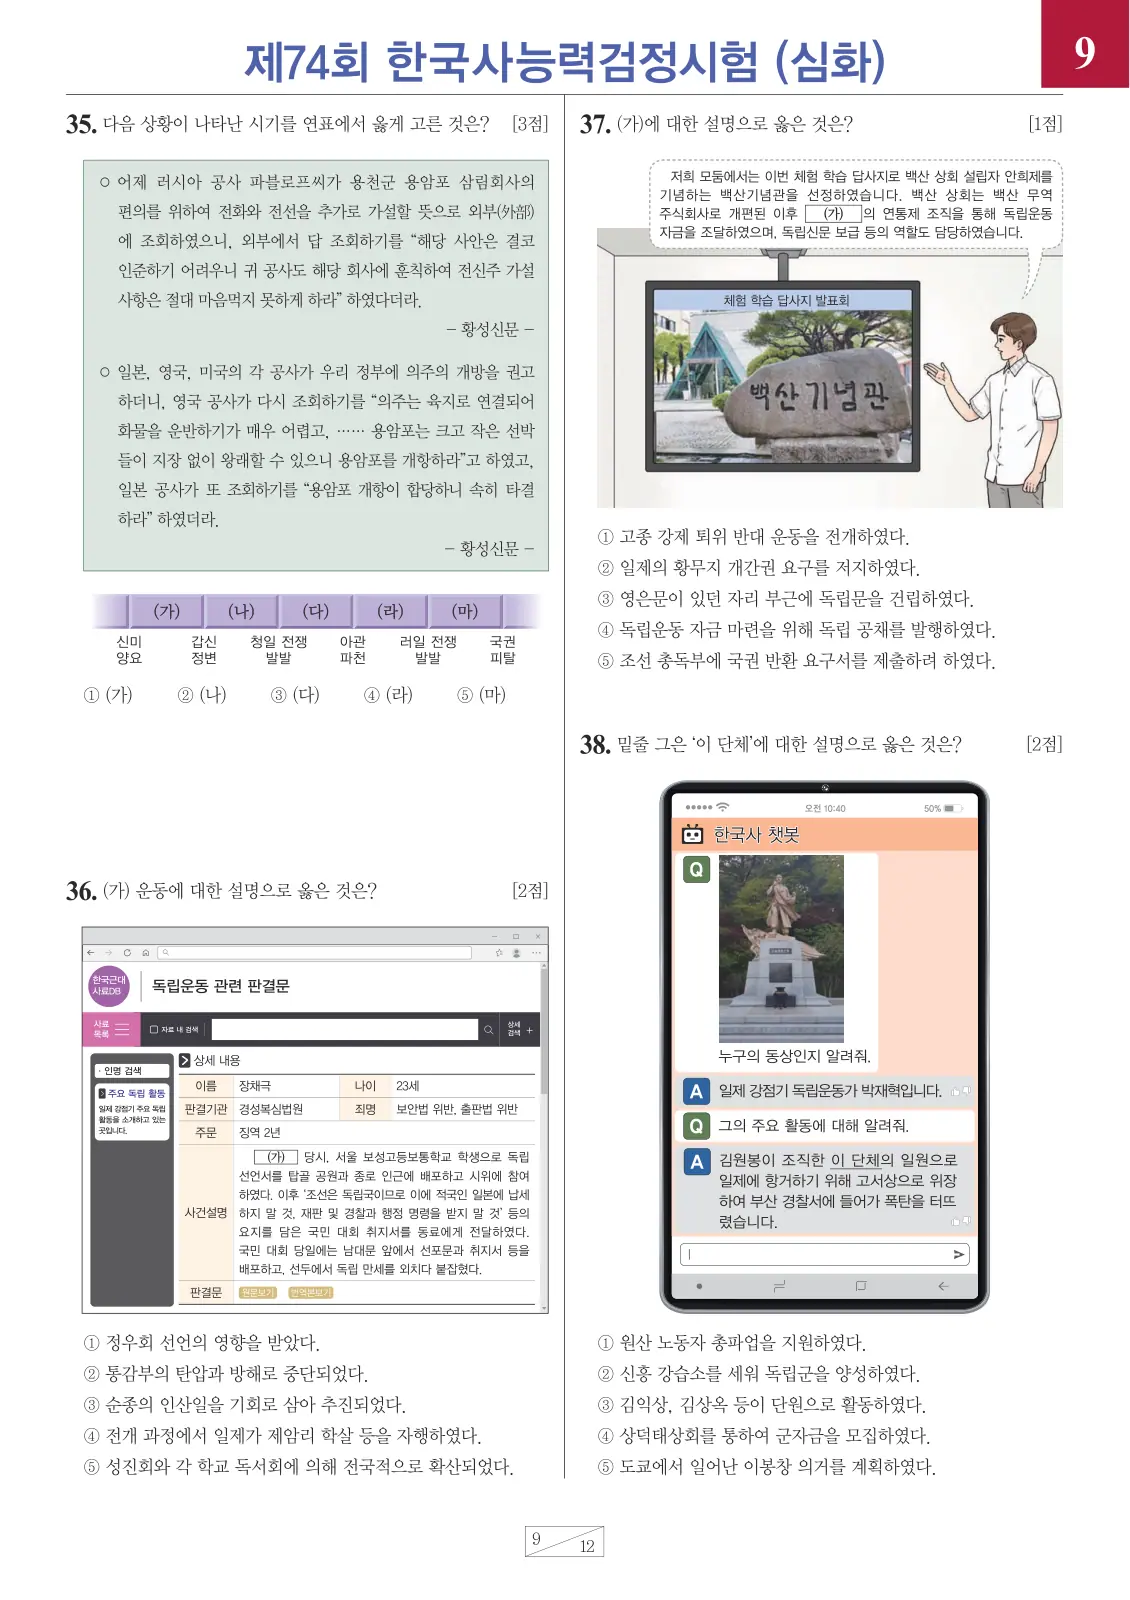 제74회 한국사능력검정시험 (심화)
9
35. 다음 상황이 나타난 시기를 연표에서 옳게 고른 것은? [3점]
○ 어제 러시아 공사 파블로프씨가 용천군 용암포 삼림회사의
편의를 위하여 전화와 전선을 추가로 가설할 뜻으로 외부(外部)
에 조회하였으니, 외부에서 답 조회하기를 “해당 사안은 결코
인준하기 어려우니 귀 공사도 해당 회사에 훈칙하여 전신주 가설
사항은 절대 마음먹지 못하게 하라” 하였다더라.
- 황성신문 -
○ 일본, 영국, 미국의 각 공사가 우리 정부에 의주의 개방을 권고
하더니, 영국 공사가 다시 조회하기를 “의주는 육지로 연결되어
화물을 운반하기가 매우 어렵고, …… 용암포는 크고 작은 선박
들이 지장 없이 왕래할 수 있으니 용암포를 개항하라”고 하였고,
일본 공사가 또 조회하기를 “용암포 개항이 합당하니 속히 타결
하라” 하였더라.
- 황성신문 -
(가) (나) (다) (라) (마)
신미 갑신 청일 전쟁 아관 러일 전쟁 국권
양요 정변 발발 파천 발발 피탈
① (가) ② (나) ③ (다) ④ (라) ⑤ (마)
36. (가) 운동에 대한 설명으로 옳은 것은? [2점]
한국근대
사료DB
독립운동 관련 판결문
사료
목록
자료 내 검색
상세
검색 +
· 인명 검색
주요 독립 활동
일제 강점기 주요 독립
활동을 소개하고 있는
곳입니다.
상세 내용
이름 장채극 나이 23세
판결기관 경성복심법원 죄명 보안법 위반, 출판법 위반
주문 징역 2년
사건설명
(가) 당시, 서울 보성고등보통학교 학생으로 독립
선언서를 탑골 공원과 종로 인근에 배포하고 시위에 참여
하였다. 이후 ‘조선은 독립국이므로 이에 적국인 일본에 납세
하지 말 것, 재판 및 경찰과 행정 명령을 받지 말 것’ 등의
요지를 담은 국민 대회 취지서를 동료에게 전달하였다.
국민 대회 당일에는 남대문 앞에서 선포문과 취지서 등을
배포하고, 선두에서 독립 만세를 외치다 붙잡혔다.
판결문 원문보기 번역본보기
① 정우회 선언의 영향을 받았다.
② 통감부의 탄압과 방해로 중단되었다.
③ 순종의 인산일을 기회로 삼아 추진되었다.
④ 전개 과정에서 일제가 제암리 학살 등을 자행하였다.
⑤ 성진회와 각 학교 독서회에 의해 전국적으로 확산되었다.
37. (가)에 대한 설명으로 옳은 것은? [1점]
저희 모둠에서는 이번 체험 학습 답사지로 백산 상회 설립자 안희제를
기념하는 백산기념관을 선정하였습니다. 백산 상회는 백산 무역
주식회사로 개편된 이후 (가) 의 연통제 조직을 통해 독립운동
자금을 조달하였으며, 독립신문 보급 등의 역할도 담당하였습니다.
체험 학습 답사지 발표회
백산기념관
① 고종 강제 퇴위 반대 운동을 전개하였다.
② 일제의 황무지 개간권 요구를 저지하였다.
③ 영은문이 있던 자리 부근에 독립문을 건립하였다.
④ 독립운동 자금 마련을 위해 독립 공채를 발행하였다.
⑤ 조선 총독부에 국권 반환 요구서를 제출하려 하였다.
38. 밑줄 그은 ‘이 단체’에 대한 설명으로 옳은 것은? [2점]
오전 10:40
50%
한국사 챗봇
Q
누구의 동상인지 알려줘.
A 일제 강점기 독립운동가 박재혁입니다.
Q 그의 주요 활동에 대해 알려줘.
A 김원봉이 조직한 이 단체의 일원으로
일제에 항거하기 위해 고서상으로 위장
하여 부산 경찰서에 들어가 폭탄을 터뜨
렸습니다.
① 원산 노동자 총파업을 지원하였다.
② 신흥 강습소를 세워 독립군을 양성하였다.
③ 김익상, 김상옥 등이 단원으로 활동하였다.
④ 상덕태상회를 통하여 군자금을 모집하였다.
⑤ 도쿄에서 일어난 이봉창 의거를 계획하였다.
9
12